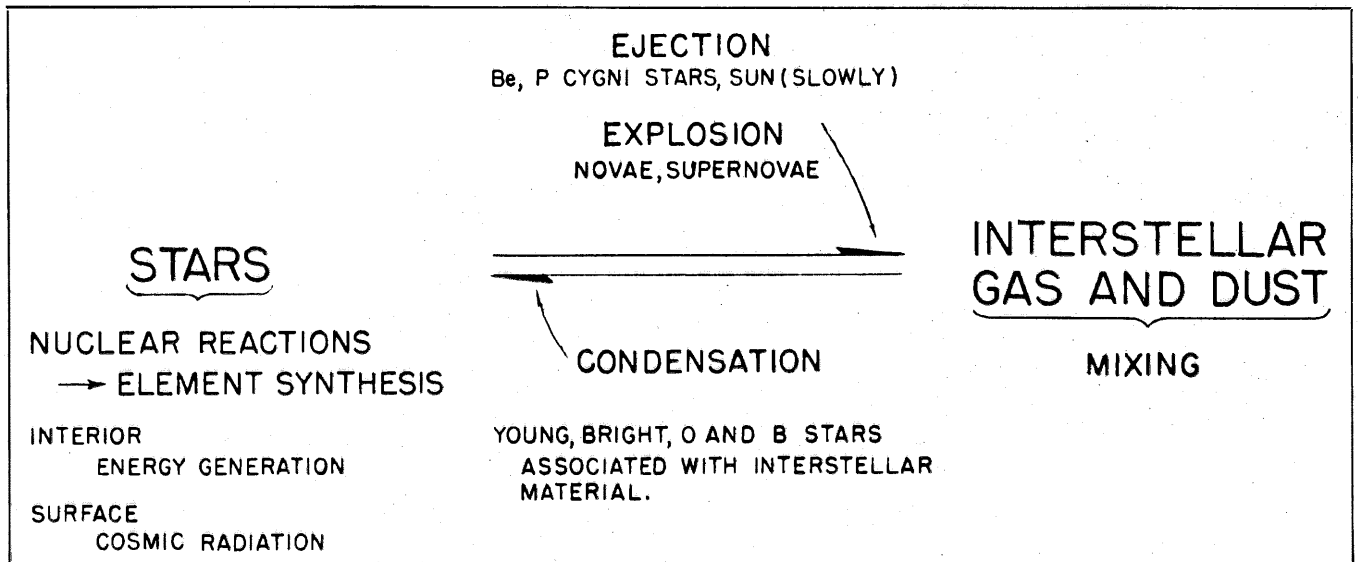 EJECTION
Be, P CYGNI STARS, SUN (SLOWLY)
EXPLOSION
NOVAE, SUPERNOVAE
STARS
INTERSTELLAR
GAS AND DUST
NUCLEAR REACTIONS
→ ELEMENT SYNTHESIS
CONDENSATION
MIXING
INTERIOR
ENERGY GENERATION
SURFACE
COSMIC RADIATION
YOUNG, BRIGHT, O AND B STARS
ASSOCIATED WITH INTERSTELLAR
MATERIAL.